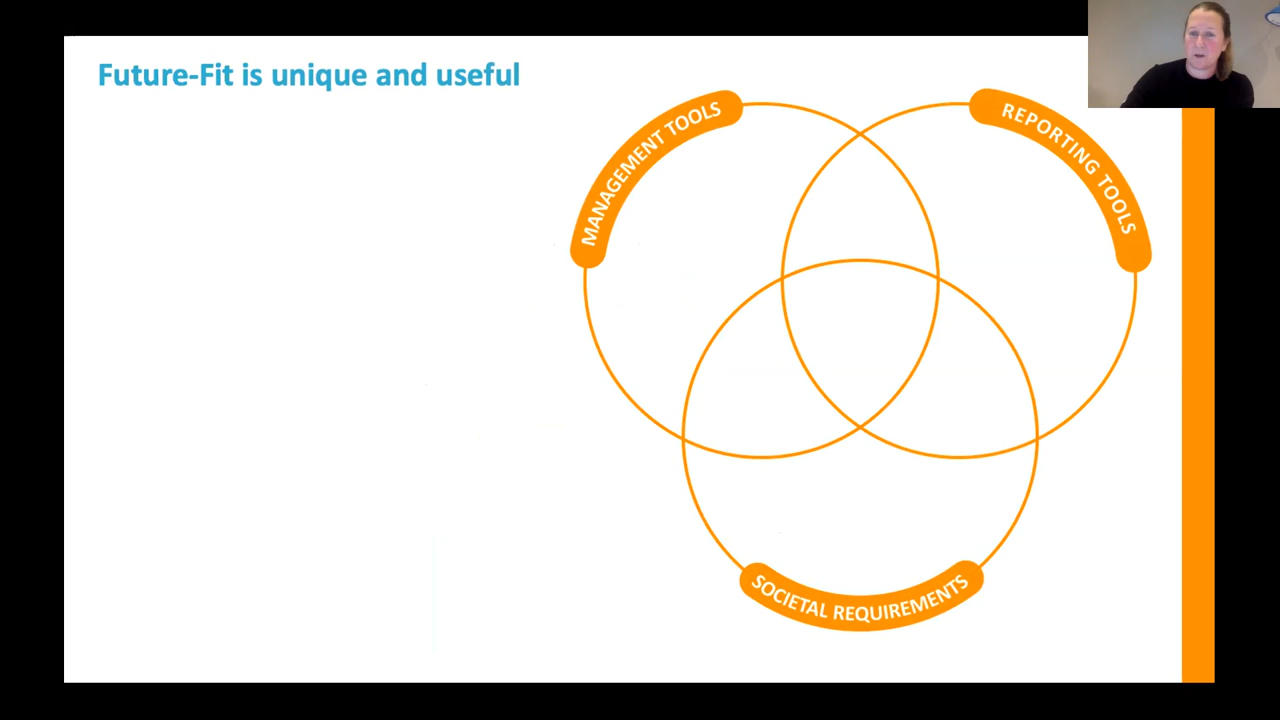 Future-Fit is unique and useful
MANAGEMENT TOOLS
REPORTING TOOLS
SOCIETAL REQUIREMENTS